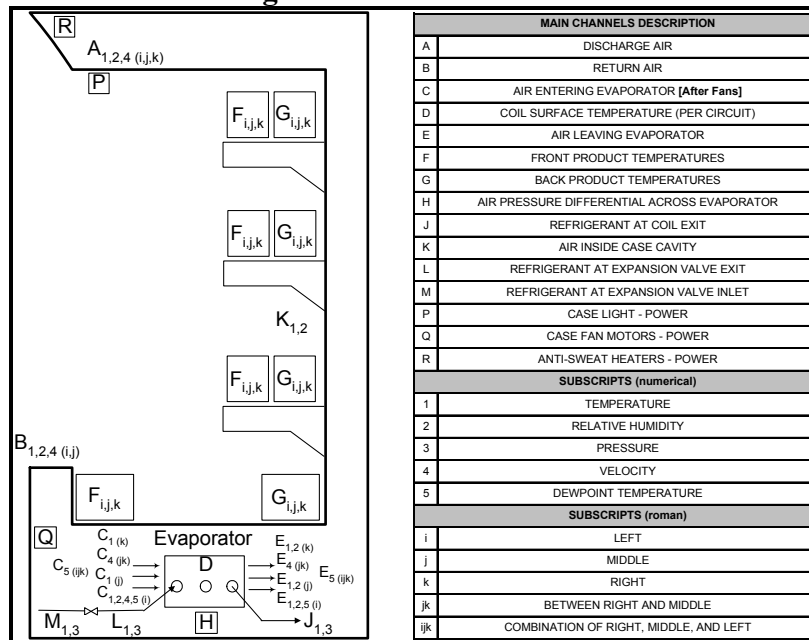 R
A1,2,4 (i,j,k)
P
Fi,j,k Gi,j,k
Fi,j,k Gi,j,k
K1,2
Fi,j,k Gi,j,k
B1,2,4 (i,j)
Fi,j,k Gi,j,k
Q
C1 (k)
C4 (jk)
C5 (ijk)
C1 (j)
C1,2,4,5 (i)
Evaporator
D
E1,2 (k)
E4 (jk)
E5 (ijk)
E1,2 (j)
E1,2,5 (i)
M1,3 L1,3 H J1,3
MAIN CHANNELS DESCRIPTION
A DISCHARGE AIR
B RETURN AIR
C AIR ENTERING EVAPORATOR [After Fans]
D COIL SURFACE TEMPERATURE (PER CIRCUIT)
E AIR LEAVING EVAPORATOR
F FRONT PRODUCT TEMPERATURES
G BACK PRODUCT TEMPERATURES
H AIR PRESSURE DIFFERENTIAL ACROSS EVAPORATOR
J REFRIGERANT AT COIL EXIT
K AIR INSIDE CASE CAVITY
L REFRIGERANT AT EXPANSION VALVE EXIT
M REFRIGERANT AT EXPANSION VALVE INLET
P CASE LIGHT - POWER
Q CASE FAN MOTORS - POWER
R ANTI-SWEAT HEATERS - POWER
SUBSCRIPTS (numerical)
1 TEMPERATURE
2 RELATIVE HUMIDITY
3 PRESSURE
4 VELOCITY
5 DEWPOINT TEMPERATURE
SUBSCRIPTS (roman)
i LEFT
j MIDDLE
k RIGHT
jk BETWEEN RIGHT AND MIDDLE
ijk COMBINATION OF RIGHT, MIDDLE, AND LEFT